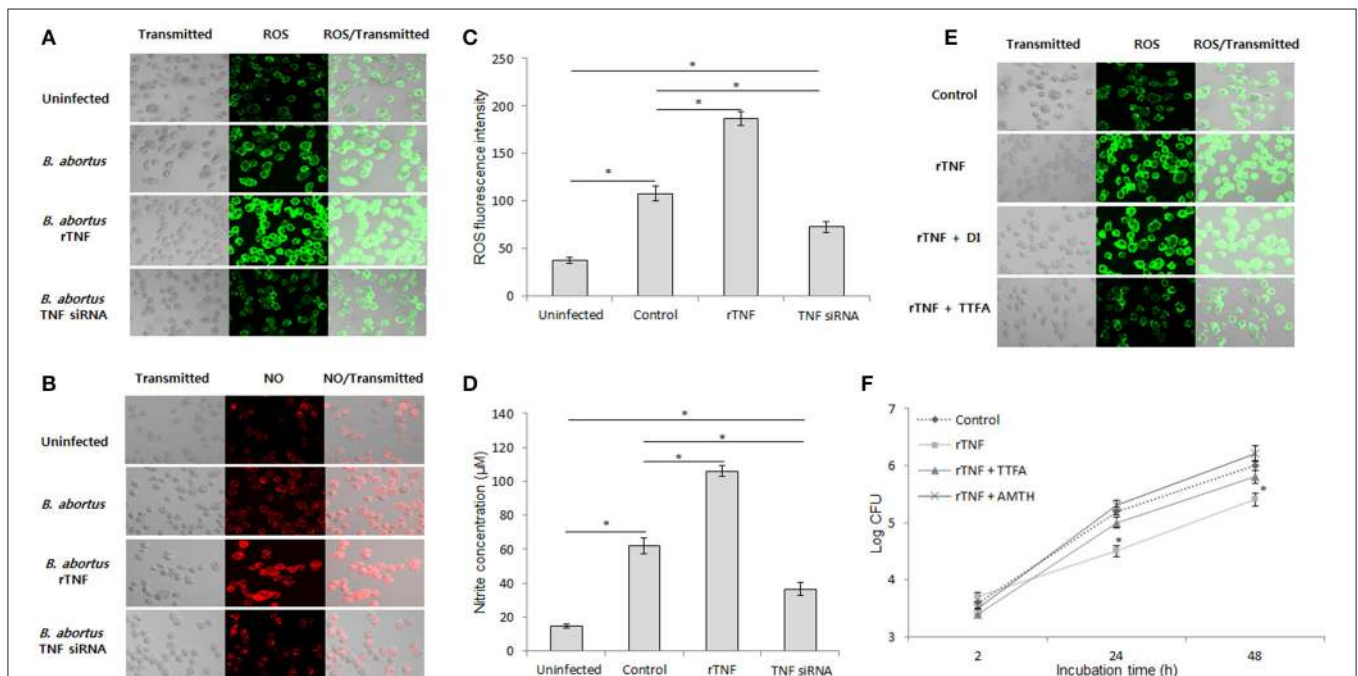 A
Transmitted ROS ROS/Transmitted
Uninfected
B. abortus
B. abortus
rTNF
B. abortus
TNF siRNA
B
Transmitted NO NO/Transmitted
Uninfected
B. abortus
B. abortus
rTNF
B. abortus
TNF siRNA
C
ROS fluorescence intensity
250
200
150
100
50
0
* 
*
*
*
Uninfected Control rTNF TNF siRNA
D
Nitrite concentration (µM)
140
120
100
80
60
40
20
0
*
*
*
*
Uninfected Control rTNF TNF siRNA
E
Transmitted ROS ROS/Transmitted
Control
rTNF
rTNF + DI
rTNF + TTFA
F
Log CFU
7
6
5
4
3
Control
rTNF
rTNF + TTFA
rTNF + AMTH
*
*
2 24 48
Incubation time (h)